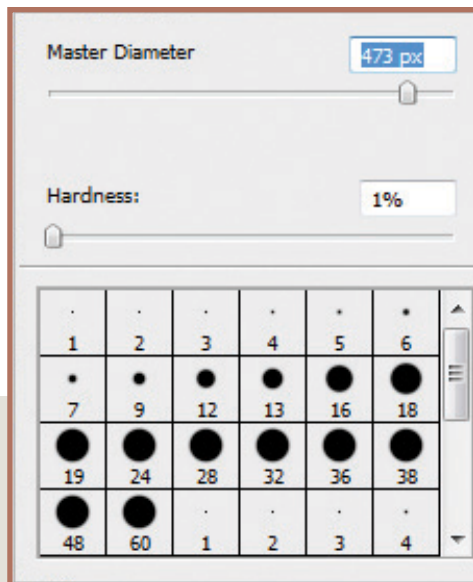 Master Diameter 473 px
Hardness: 1%
1 2 3 4 5 6
7 9 12 13 16 18
19 24 28 32 36 38
48 60 1 2 3 4